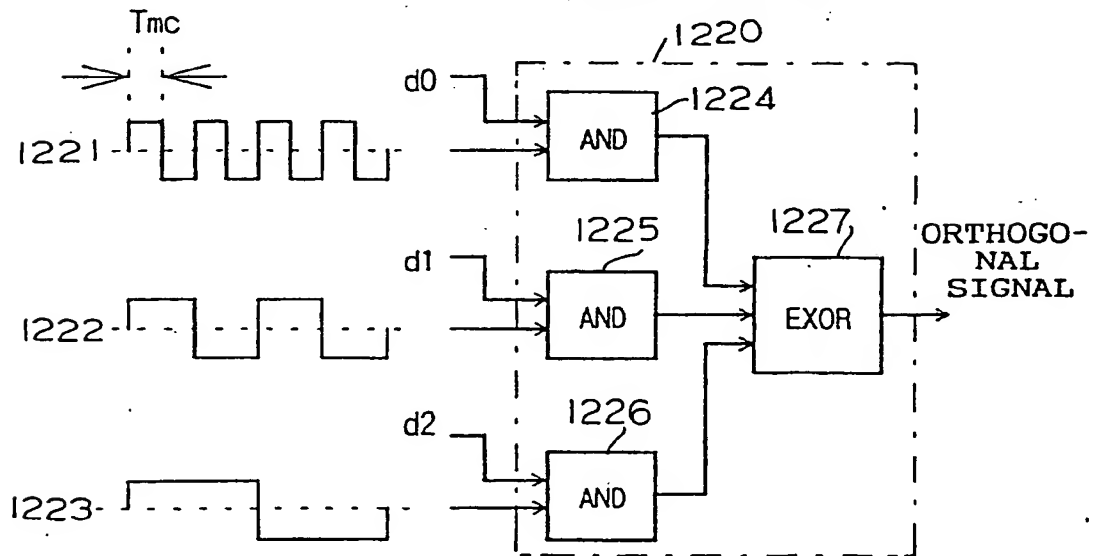 Tmc
1220
d0
1224
1221
AND
1225
1227
ORTHOGO-
NAL
SIGNAL
d1
1222
AND
EXOR
1226
d2
1223
AND